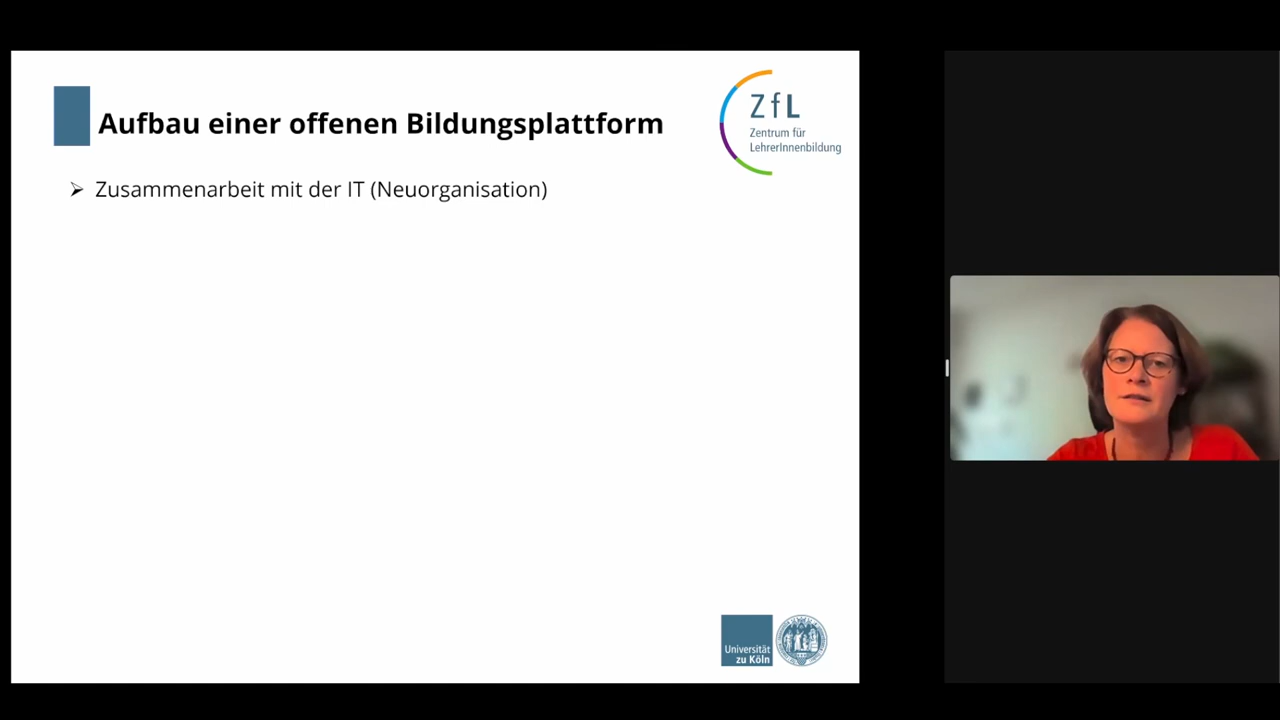 Aufbau einer offenen Bildungsplattform
ZfL
Zentrum für
LehrerInnenbildung
➢ Zusammenarbeit mit der IT (Neuorganisation)
Universität
zu Köln